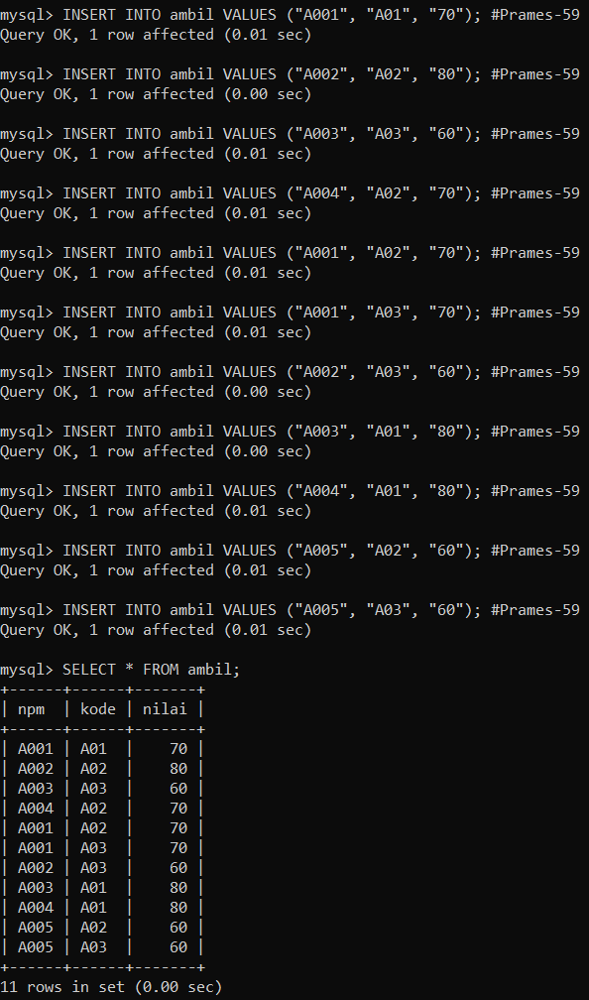 mysql> INSERT INTO ambil VALUES ("A001", "A01", "70"); #Prames-59
Query OK, 1 row affected (0.01 sec)
mysql> INSERT INTO ambil VALUES ("A002", "A02", "80"); #Prames-59
Query OK, 1 row affected (0.00 sec)
mysql> INSERT INTO ambil VALUES ("A003", "A03", "60"); #Prames-59
Query OK, 1 row affected (0.01 sec)
mysql> INSERT INTO ambil VALUES ("A004", "A02", "70"); #Prames-59
Query OK, 1 row affected (0.01 sec)
mysql> INSERT INTO ambil VALUES ("A001", "A02", "70"); #Prames-59
Query OK, 1 row affected (0.01 sec)
mysql> INSERT INTO ambil VALUES ("A001", "A03", "70"); #Prames-59
Query OK, 1 row affected (0.01 sec)
mysql> INSERT INTO ambil VALUES ("A002", "A03", "60"); #Prames-59
Query OK, 1 row affected (0.00 sec)
mysql> INSERT INTO ambil VALUES ("A003", "A01", "80"); #Prames-59
Query OK, 1 row affected (0.00 sec)
mysql> INSERT INTO ambil VALUES ("A004", "A01", "80"); #Prames-59
Query OK, 1 row affected (0.01 sec)
mysql> INSERT INTO ambil VALUES ("A005", "A02", "60"); #Prames-59
Query OK, 1 row affected (0.01 sec)
mysql> INSERT INTO ambil VALUES ("A005", "A03", "60"); #Prames-59
Query OK, 1 row affected (0.01 sec)
mysql> SELECT * FROM ambil;
+------+------+-------+
| npm  | kode | nilai |
+------+------+-------+
| A001 | A01  |    70 |
| A002 | A02  |    80 |
| A003 | A03  |    60 |
| A004 | A02  |    70 |
| A001 | A02  |    70 |
| A001 | A03  |    70 |
| A002 | A03  |    60 |
| A003 | A01  |    80 |
| A004 | A01  |    80 |
| A005 | A02  |    60 |
| A005 | A03  |    60 |
+------+------+-------+
11 rows in set (0.00 sec)